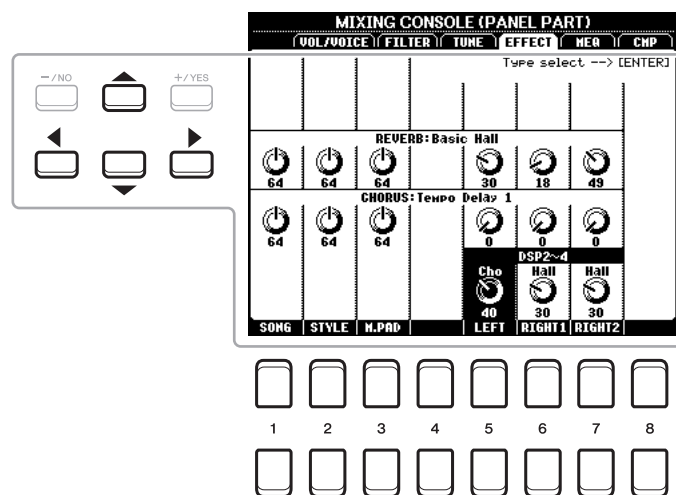 MIXING CONSOLE (PANEL PART)
VOL/VOICE FILTER TUNE EFFECT MEQ CMP
Type select --> [ENTER]
-/NO +/YES
REVERB:Basic Hall
64 64 64 30 18 49
CHORUS:Tempo Delay 1
64 64 64 0 0 0
DSP2~4
Cho Hall Hall
40 30 30
SONG STYLE M.PAD LEFT RIGHT1 RIGHT2
1 2 3 4 5 6 7 8